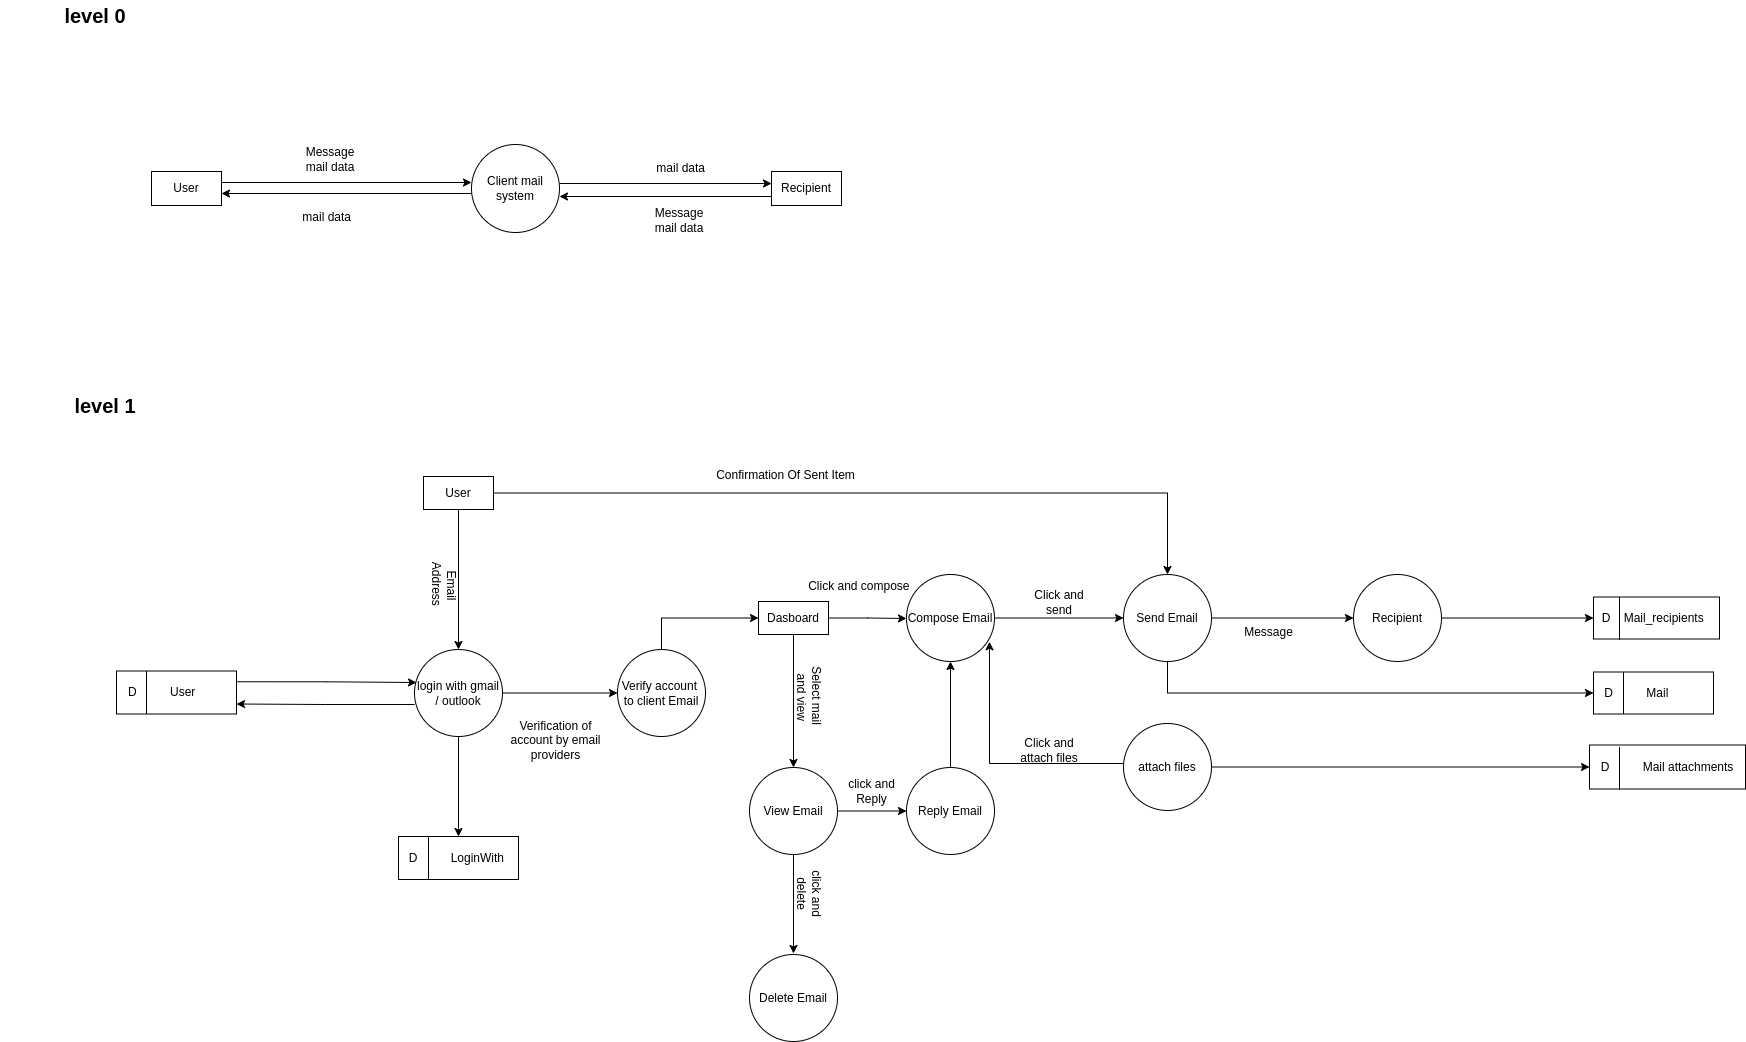 level 0
Message
mail data
mail data
User
Client mail
system
Recipient
mail data
Message
mail data
level 1
Confirmation Of Sent Item
User
Email
Address
Click and compose
Click and
send
Dasboard
Compose Email
Send Email
Message
Recipient
D
Mail_recipients
D
User
login with gmail
/ outlook
Verify account
to client Email
Verification of
account by email
providers
Select mail
and view
D
Mail
Click and
attach files
attach files
D
Mail attachments
View Email
click and
Reply
Reply Email
D
LoginWith
click and
delete
Delete Email